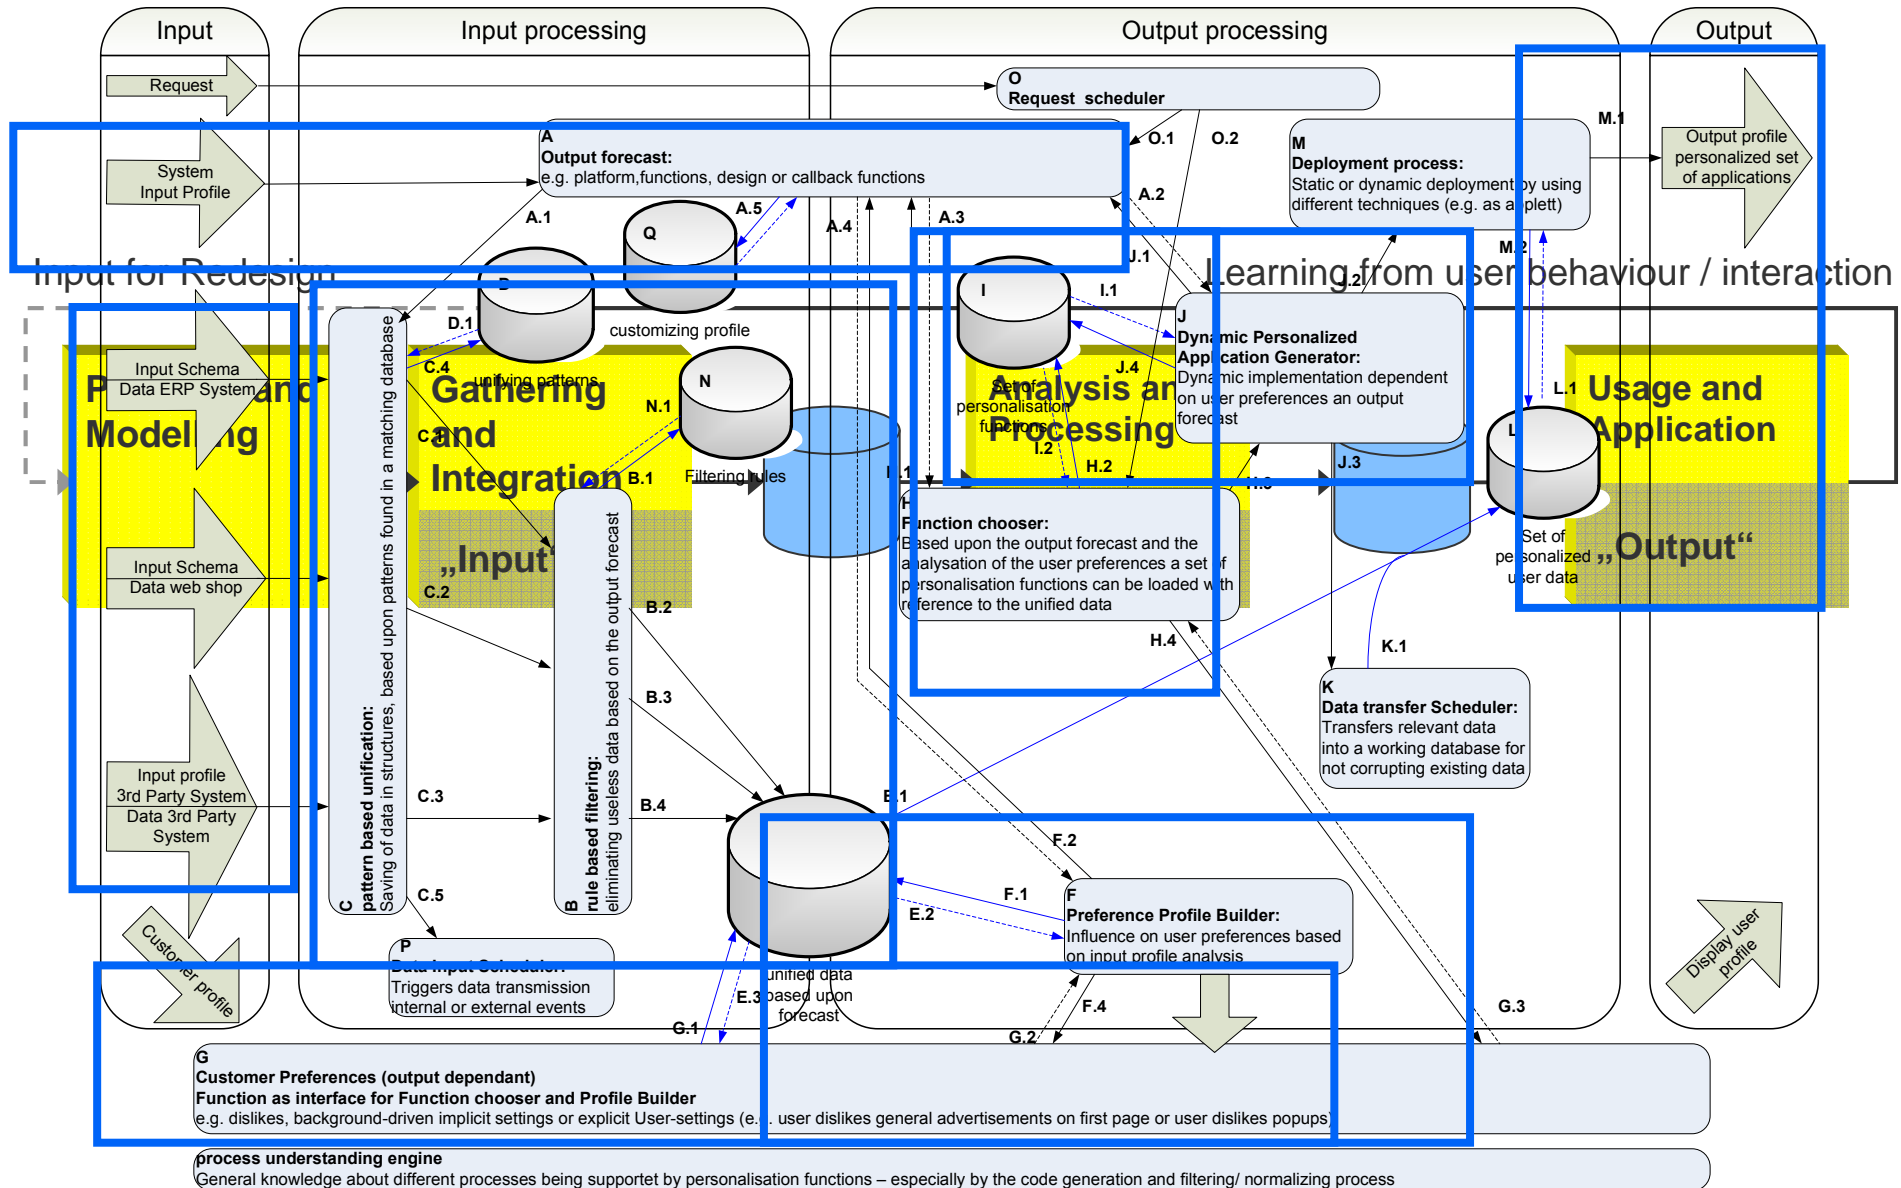 Input
Input processing
Output processing
Output
Request
O
Request scheduler
O.1
O.2
M.1
A
Output forecast:
e.g. platform,functions, design or callback functions
M
Deployment process:
Static or dynamic deployment by using
different techniques (e.g. as applett)
Output profile
personalized set
of applications
System
Input Profile
A.1
A.5
A.4
A.3
A.2
Q
M.2
J.1
Input for Redesign
Learning from user behaviour / interaction
D
I
I.1
J.2
D.1
customizing profile
J
Dynamic Personalized
Application Generator:
Dynamic implementation dependent
on user preferences an output
forecast
C.4
unifying patterns
N
J.4
Set of
personalisation
functions
L.1
Input Schema
Data ERP System
and
Modelling
Gathering
and
Integration
Analysis and
Processing
Usage and
Application
N.1
L
I.2
H.2
J.3
Filtering rules
B.1
E.1
H.3
H
Function chooser:
Based upon the output forecast and the
analysation of the user preferences a set of
personalisation functions can be loaded with
reference to the unified data
„Input“
„Output“
Set of
personalized
user data
Input Schema
Data web shop
C.2
B.2
H.4
K.1
B.3
K
Data transfer Scheduler:
Transfers relevant data
into a working database for
not corrupting existing data
Input profile
3rd Party System
Data 3rd Party
System
C.3
B.4
C
pattern based unification:
Saving of data in structures, based upon patterns found in a matching database
B
rule based filtering:
eliminating useless data based on the output forecast
F.2
C.5
F.1
E.2
F
Preference Profile Builder:
Influence on user preferences based
on input profile analysis
Customer profile
Display user
profile
P
Data Input Scheduler:
Triggers data transmission
internal or external events
unified data
based upon
forecast
E.3
G.1
F.4
G.2
G.3
G
Customer Preferences (output dependant)
Function as interface for Function chooser and Profile Builder
e.g. dislikes, background-driven implicit settings or explicit User-settings (e.g. user dislikes general advertisements on first page or user dislikes popups)
process understanding engine
General knowledge about different processes being supportet by personalisation functions – especially by the code generation and filtering/ normalizing process